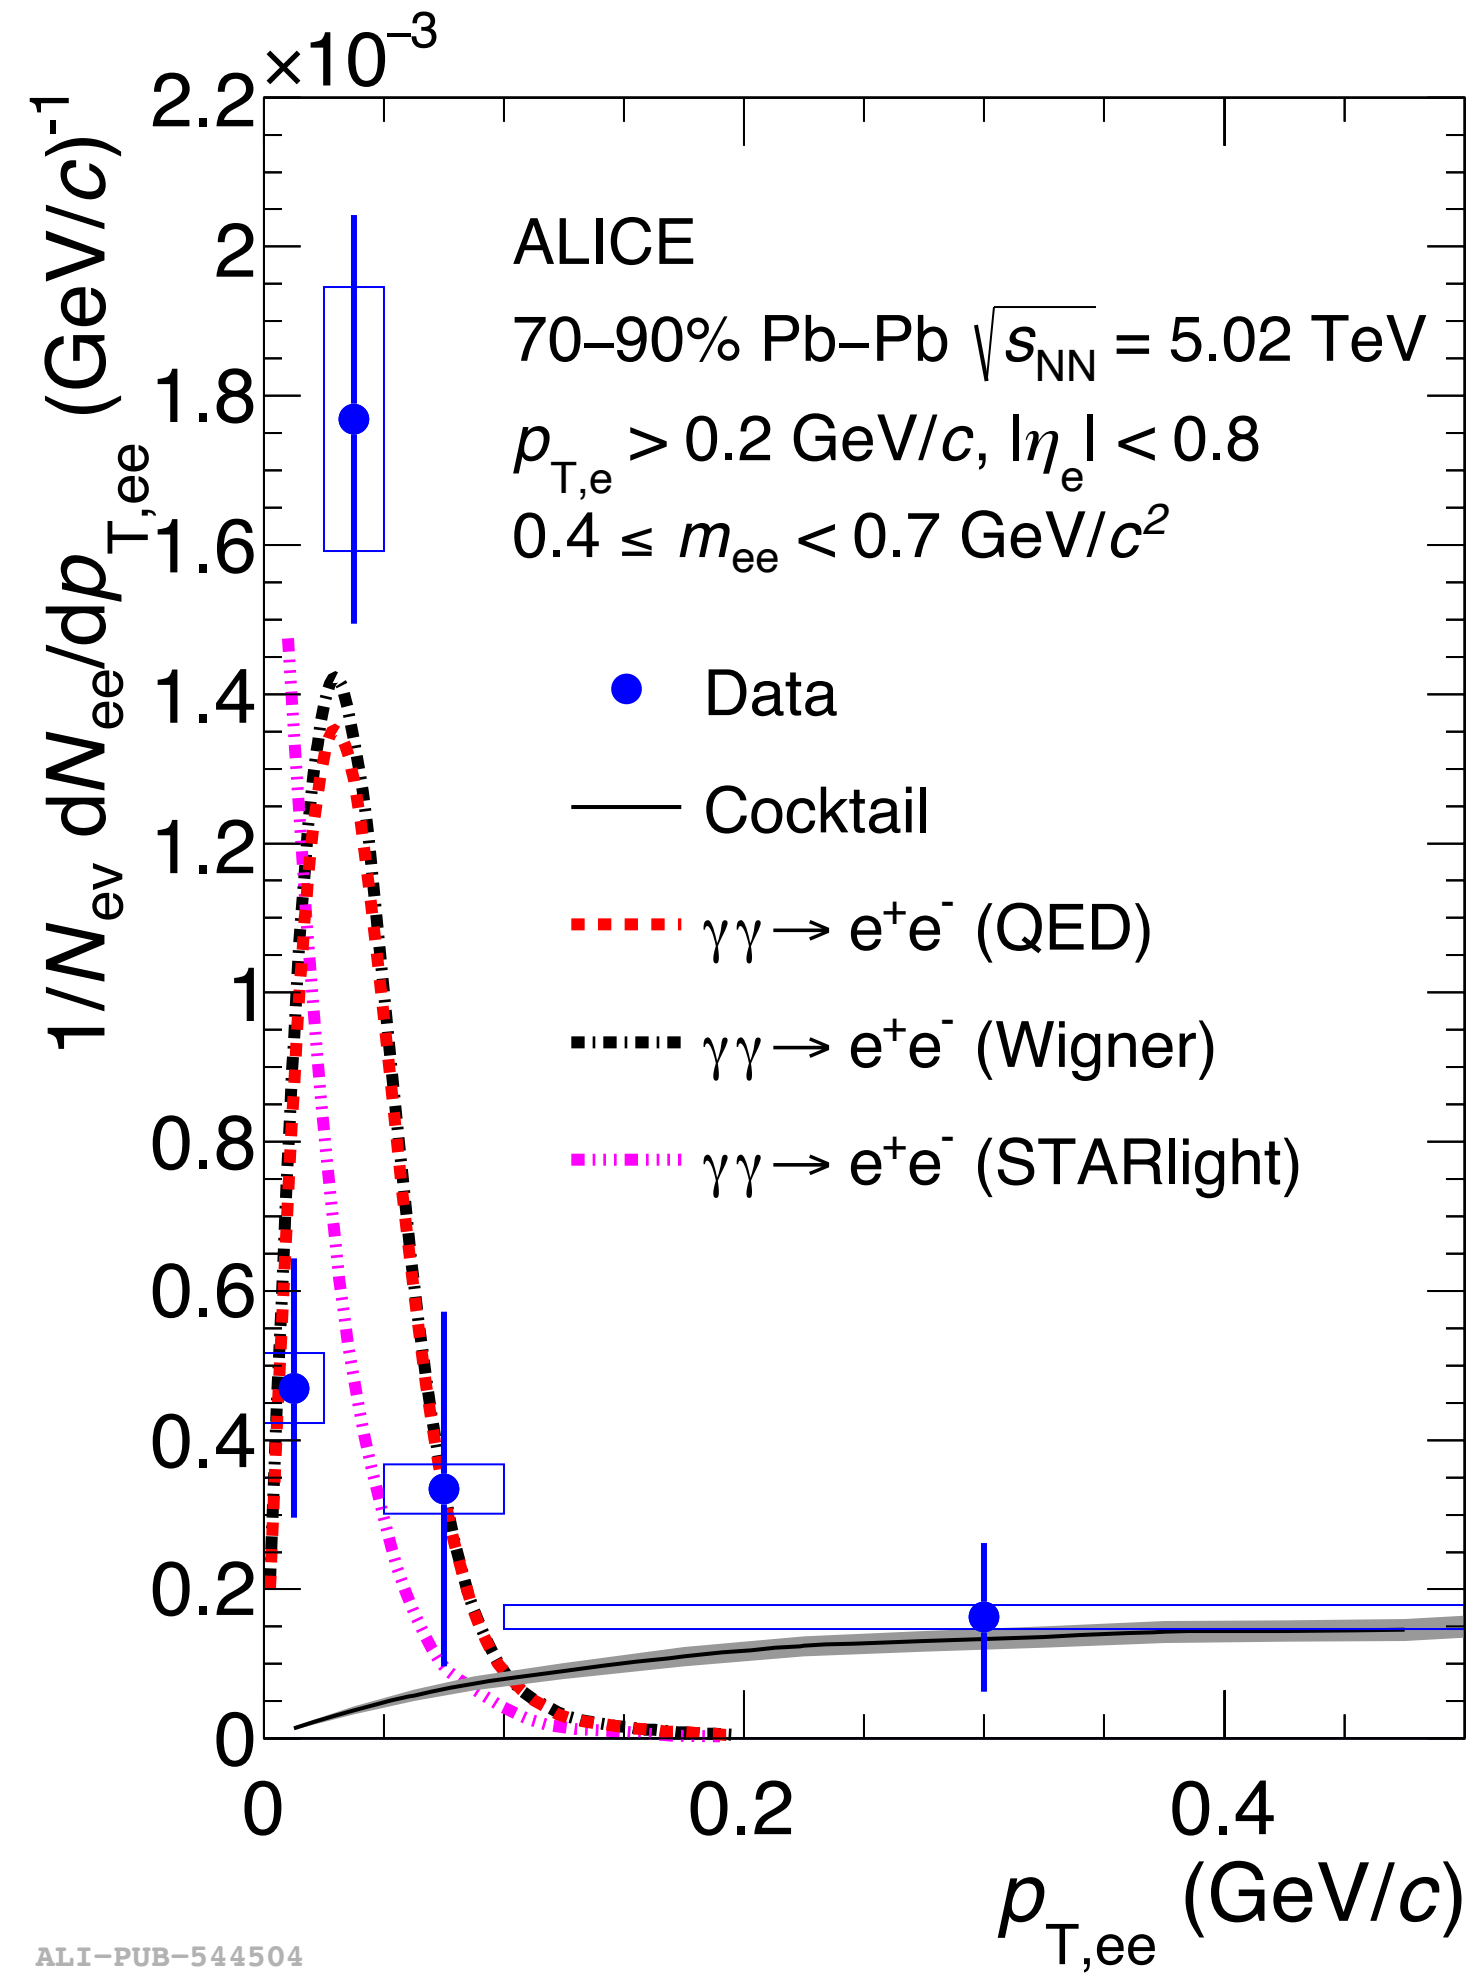 ×10⁻³
1/N_ev dN_ee/dp_T,ee (GeV/c)⁻¹
2.2
2
1.8
1.6
1.4
1.2
1
0.8
0.6
0.4
0.2
0
ALICE
70–90% Pb–Pb √s_NN = 5.02 TeV
p_T,e > 0.2 GeV/c, |η_e| < 0.8
0.4 ≤ m_ee < 0.7 GeV/c²
Data
Cocktail
γγ → e⁺e⁻ (QED)
γγ → e⁺e⁻ (Wigner)
γγ → e⁺e⁻ (STARlight)
0 0.2 0.4
p_T,ee (GeV/c)
ALI-PUB-544504